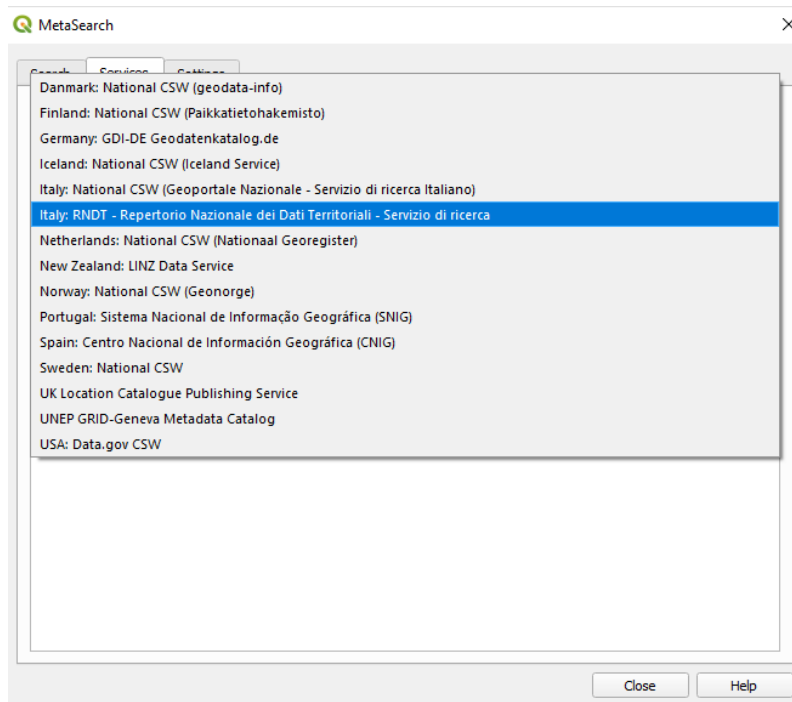 MetaSearch
Search Services Settings
Danmark: National CSW (geodata-info)
Finland: National CSW (Paikkatietohakemisto)
Germany: GDI-DE Geodatenkatalog.de
Iceland: National CSW (Iceland Service)
Italy: National CSW (Geoportale Nazionale - Servizio di ricerca Italiano)
Italy: RNDT - Repertorio Nazionale dei Dati Territoriali - Servizio di ricerca
Netherlands: National CSW (Nationaal Georegister)
New Zealand: LINZ Data Service
Norway: National CSW (Geonorge)
Portugal: Sistema Nacional de Informação Geográfica (SNIG)
Spain: Centro Nacional de Información Geográfica (CNIG)
Sweden: National CSW
UK Location Catalogue Publishing Service
UNEP GRID-Geneva Metadata Catalog
USA: Data.gov CSW
Close Help